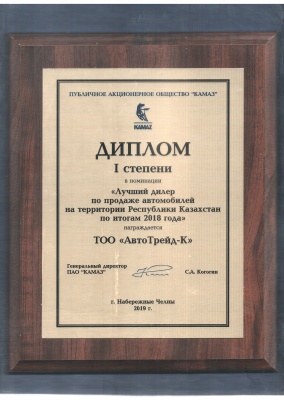 ПУБЛИЧНОЕ АКЦИОНЕРНОЕ ОБЩЕСТВО "КАМАЗ"
KAMAZ
ДИПЛОМ
I степени
в номинации
«Лучший дилер
по продаже автомобилей
на территории Республики Казахстан
по итогам 2018 года»
награждается
ТОО «АвтоТрейд-К»
Генеральный директор
ПАО "КАМАЗ"
С.А. Когогин
г. Набережные Челны
2019 г.